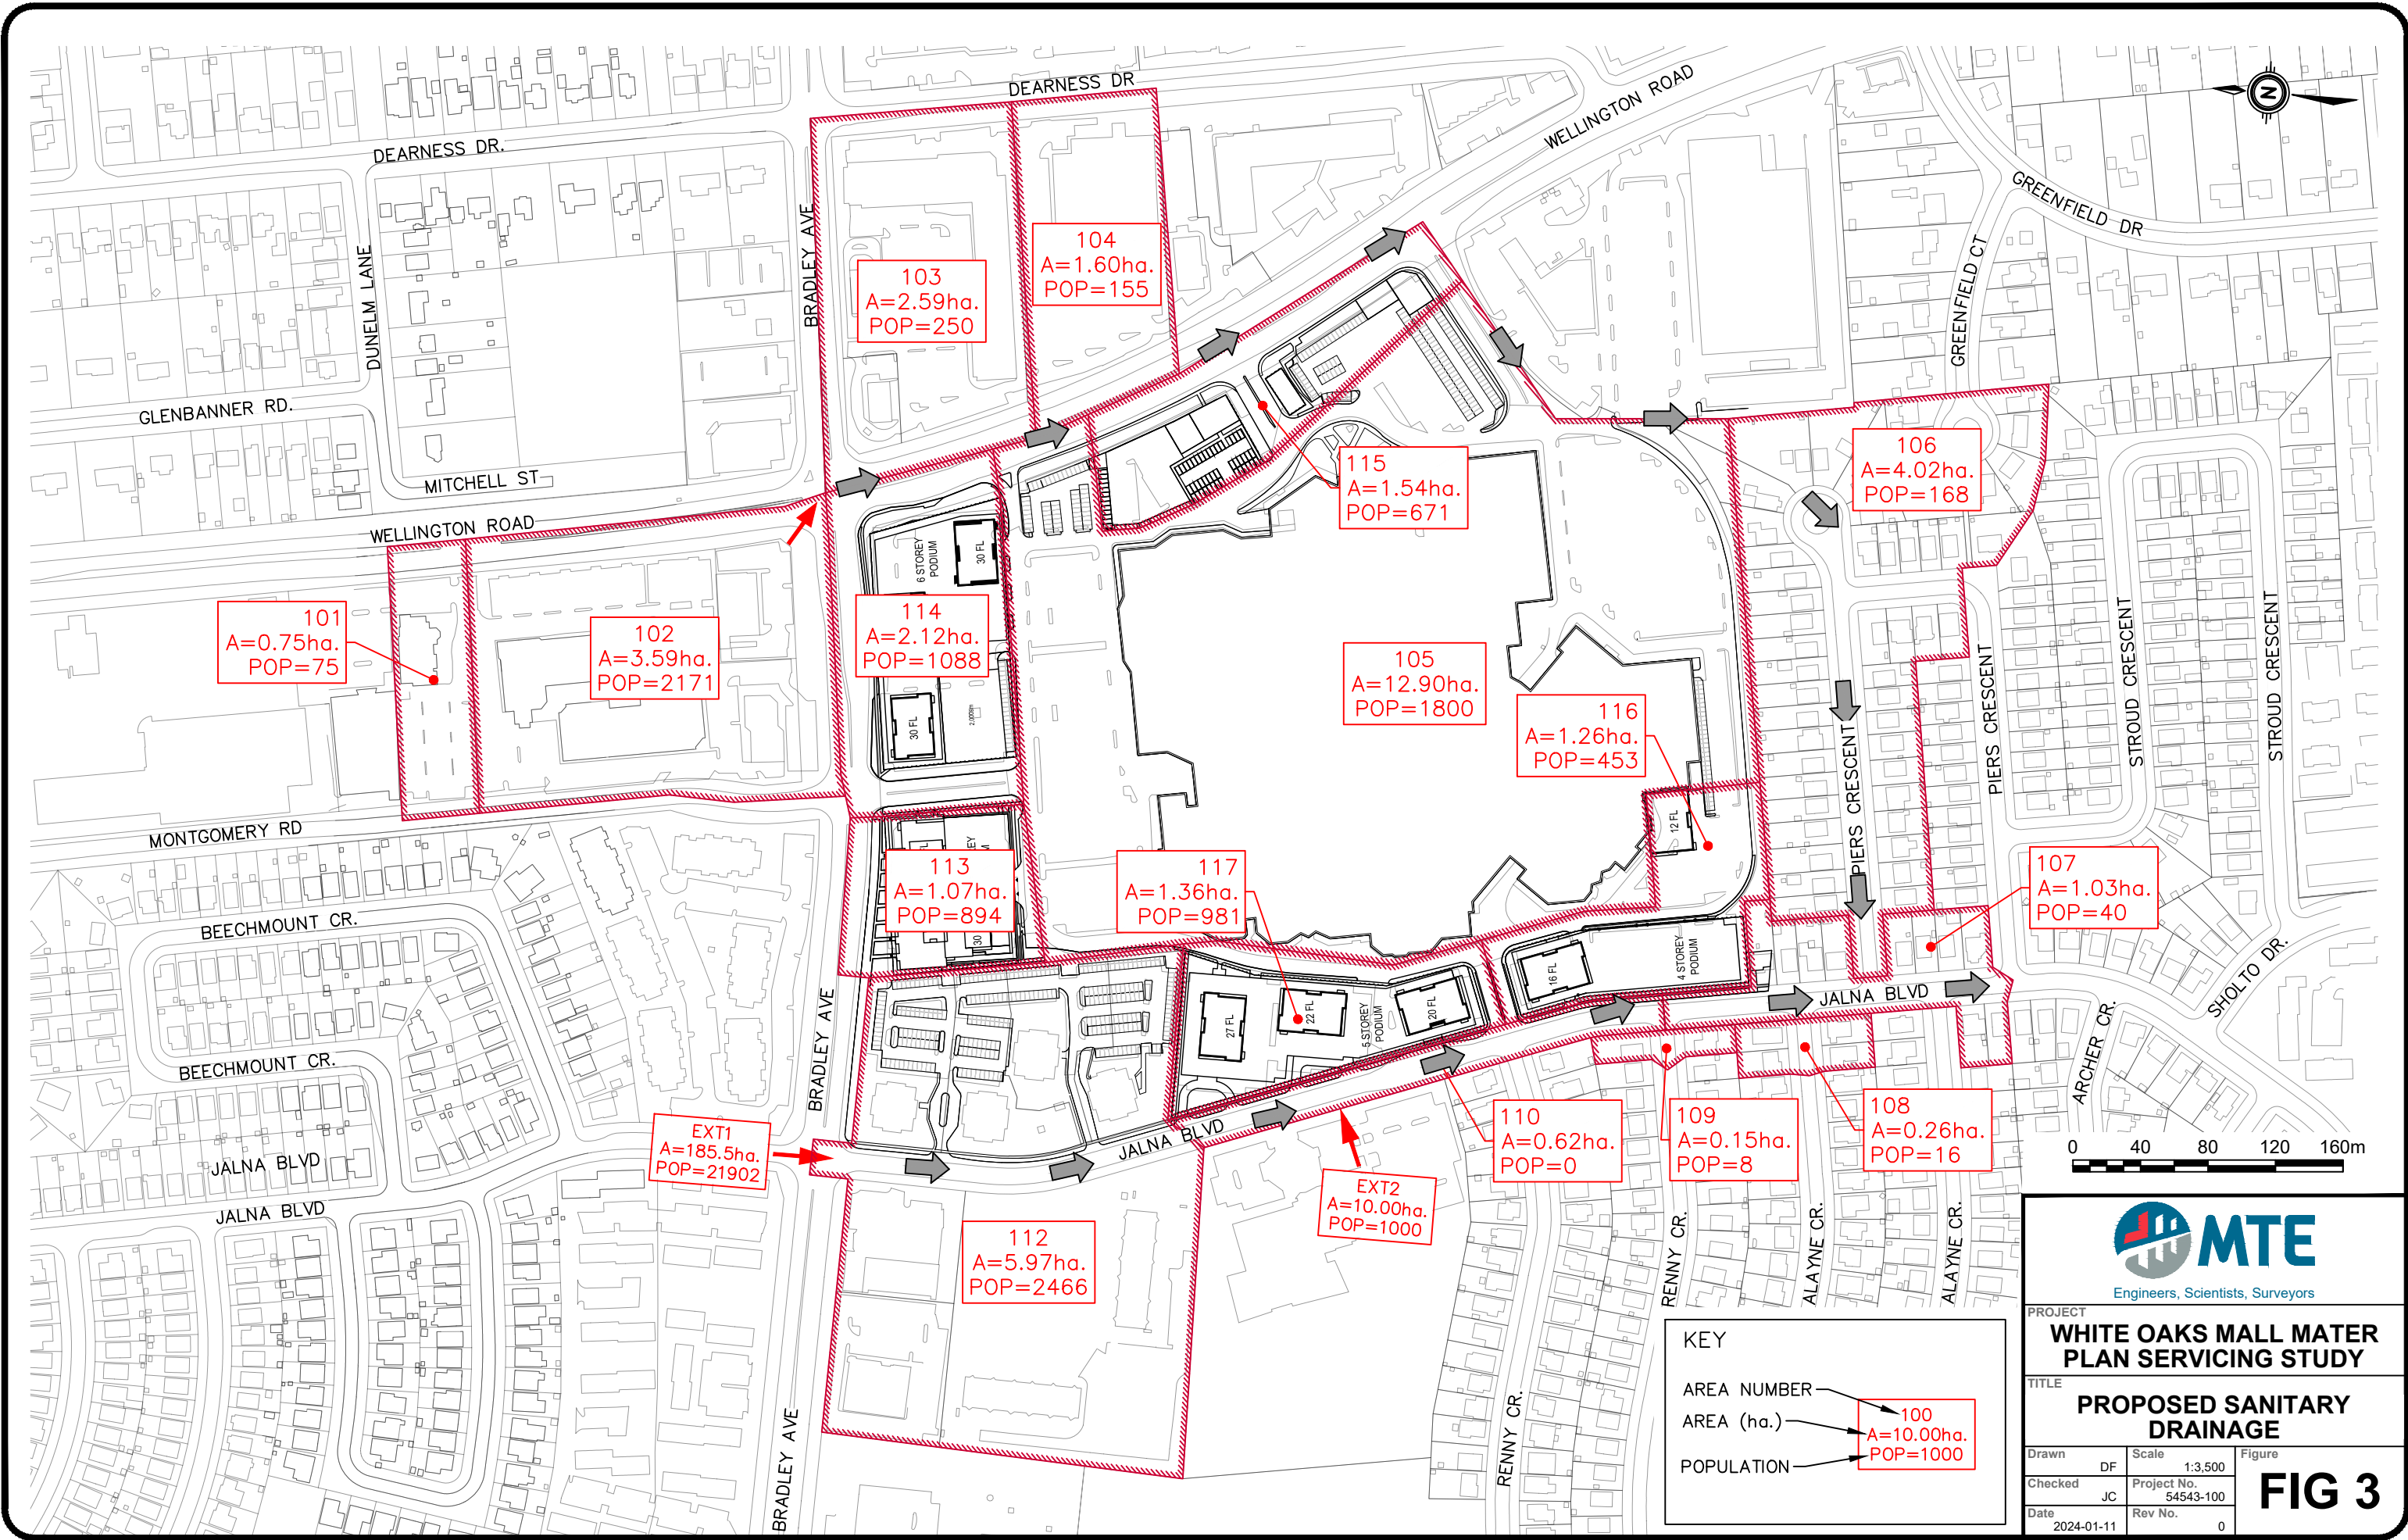 DEARNESS DR
WELLINGTON ROAD
DEARNESS DR.
GREENFIELD DR
N
BRADLEY AVE
DUNELM LANE
GREENFIELD CT
104
A=1.60ha.
POP=155
103
A=2.59ha.
POP=250
GLENBANNER RD.
MITCHELL ST
WELLINGTON ROAD
106
A=4.02ha.
POP=168
115
A=1.54ha.
POP=671
6 STOREY
PODIUM
30 FL
101
A=0.75ha.
POP=75
102
A=3.59ha.
POP=2171
114
A=2.12ha.
POP=1088
30 FL
105
A=12.90ha.
POP=1800
116
A=1.26ha.
POP=453
12 FL
PIERS CRESCENT
PIERS CRESCENT
STROUD CRESCENT
STROUD CRESCENT
MONTGOMERY RD
113
A=1.07ha.
POP=894
30
117
A=1.36ha.
POP=981
107
A=1.03ha.
POP=40
BEECHMOUNT CR.
BEECHMOUNT CR.
BRADLEY AVE
27 FL
22 FL
5 STOREY
PODIUM
20 FL
16 FL
4 STOREY
PODIUM
JALNA BLVD
SHOLTO DR.
ARCHER CR.
EXT1
A=185.5ha.
POP=21902
JALNA BLVD
110
A=0.62ha.
POP=0
109
A=0.15ha.
POP=8
108
A=0.26ha.
POP=16
0 40 80 120 160m
JALNA BLVD
JALNA BLVD
EXT2
A=10.00ha.
POP=1000
112
A=5.97ha.
POP=2466
RENNY CR.
RENNY CR.
ALAYNE CR.
ALAYNE CR.
BRADLEY AVE
KEY
AREA NUMBER
AREA (ha.)
POPULATION
100
A=10.00ha.
POP=1000
MTE
Engineers, Scientists, Surveyors
PROJECT
WHITE OAKS MALL MATER
PLAN SERVICING STUDY
TITLE
PROPOSED SANITARY
DRAINAGE
Drawn DF
Scale 1:3,500
Figure
FIG 3
Checked JC
Project No. 54543-100
Date 2024-01-11
Rev No. 0